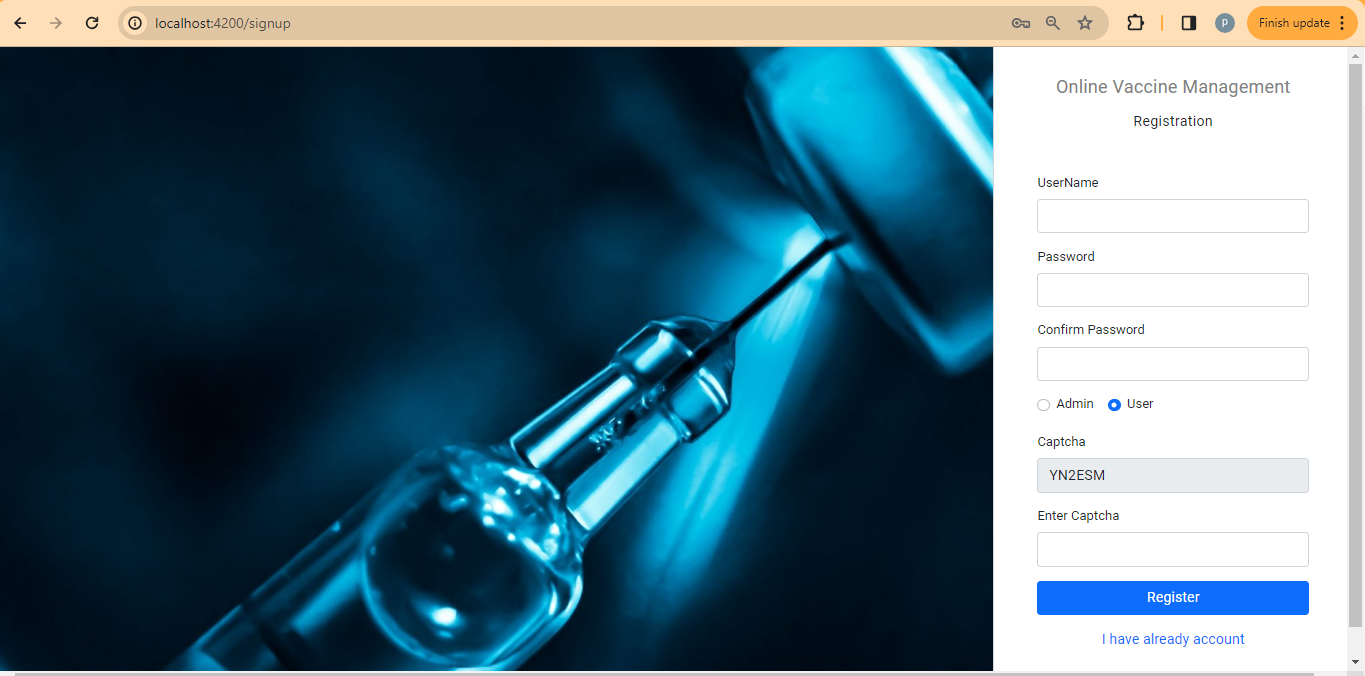 localhost:4200/signup
P
Finish update
Online Vaccine Management
Registration
UserName
Password
Confirm Password
Admin User
Captcha
YN2ESM
Enter Captcha
Register
I have already account